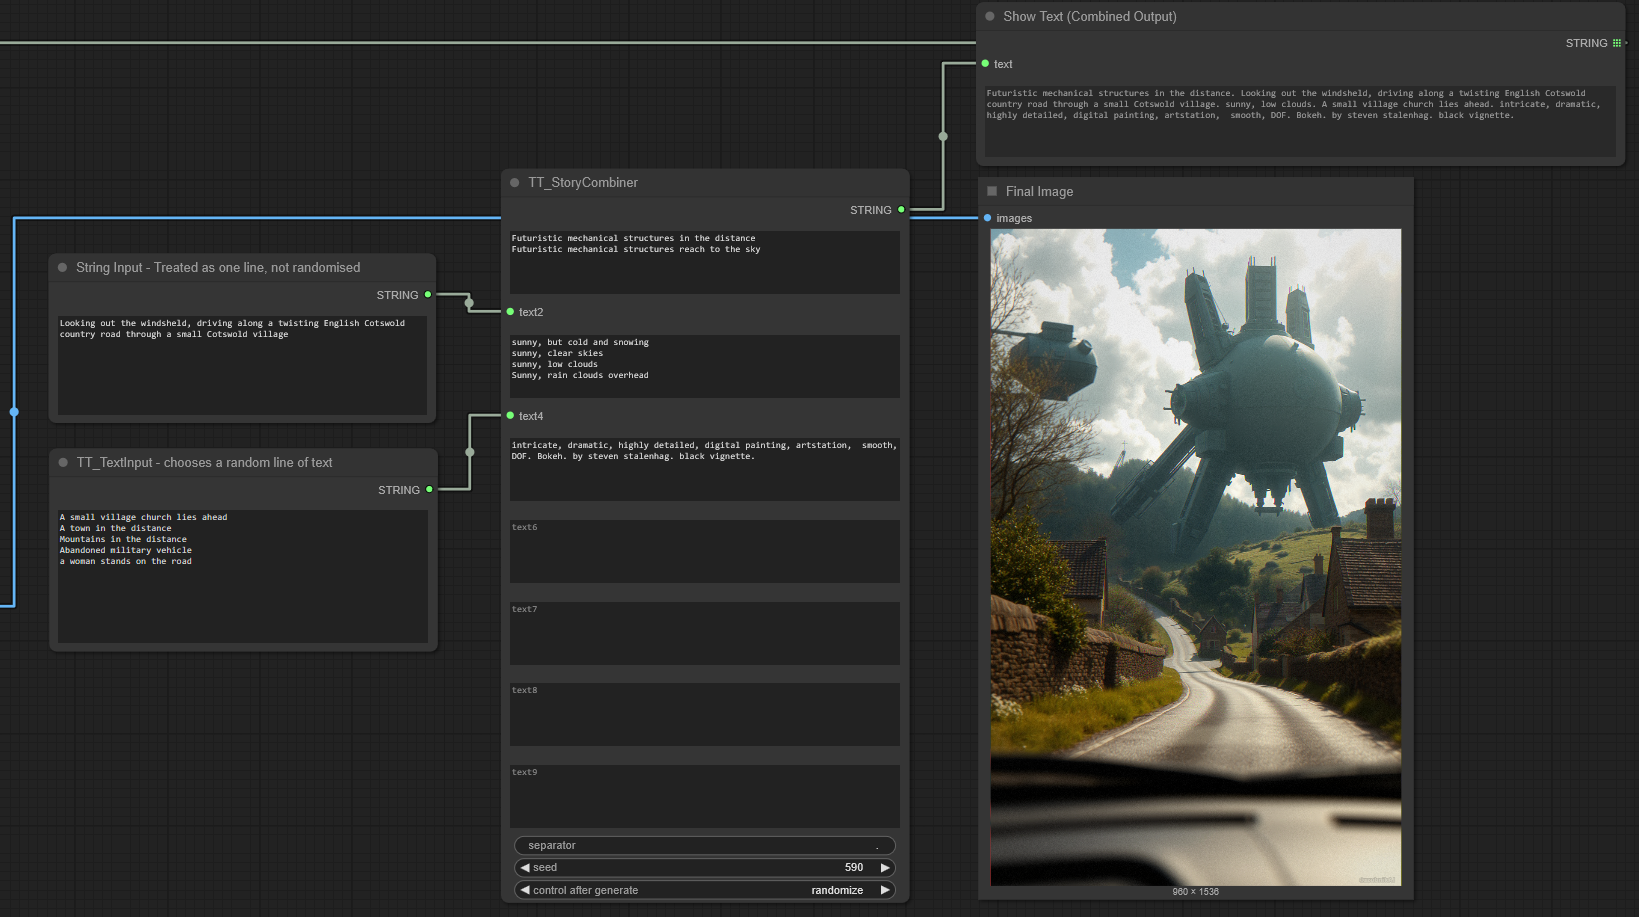 Show Text (Combined Output)
STRING
text
Futuristic mechanical structures in the distance. Looking out the windsheld, driving along a twisting English Cotswold
country road through a small Cotswold village. sunny, low clouds. A small village church lies ahead. intricate, dramatic,
highly detailed, digital painting, artstation,  smooth, DOF. Bokeh. by steven stalenhag. black vignette.
TT_StoryCombiner
STRING
Futuristic mechanical structures in the distance
Futuristic mechanical structures reach to the sky
text2
sunny, but cold and snowing
sunny, clear skies
sunny, low clouds
Sunny, rain clouds overhead
text4
intricate, dramatic, highly detailed, digital painting, artstation,  smooth,
DOF. Bokeh. by steven stalenhag. black vignette.
text6
text7
text8
text9
separator .
seed 590
control after generate randomize
String Input - Treated as one line, not randomised
STRING
Looking out the windsheld, driving along a twisting English Cotswold
country road through a small Cotswold village
TT_TextInput - chooses a random line of text
STRING
A small village church lies ahead
A town in the distance
Mountains in the distance
Abandoned military vehicle
a woman stands on the road
Final Image
images
960 × 1536